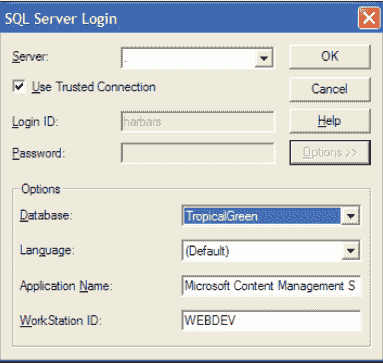 SQL Server Login
Server: . OK
Use Trusted Connection Cancel
Login ID: harbars Help
Password: Options >>
Options
Database: TropicalGreen
Language: (Default)
Application Name: Microsoft Content Management S
WorkStation ID: WEBDEV